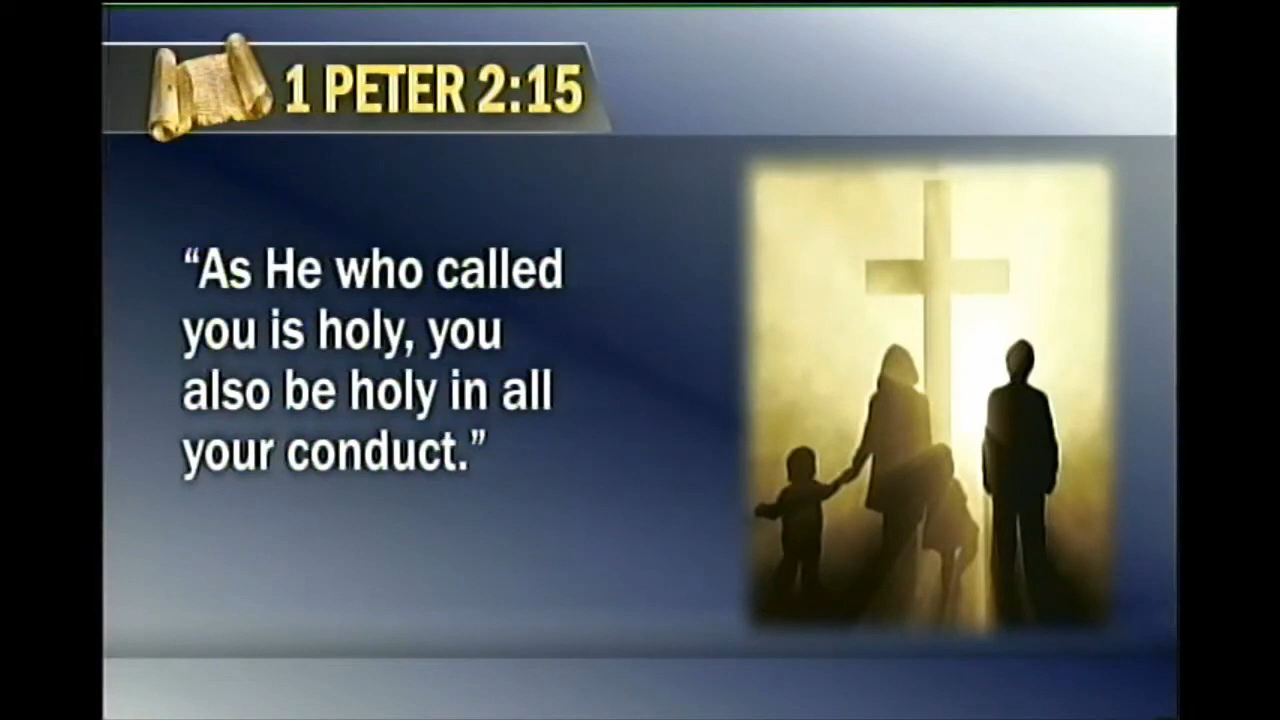 1 PETER 2:15
“As He who called
you is holy, you
also be holy in all
your conduct.”